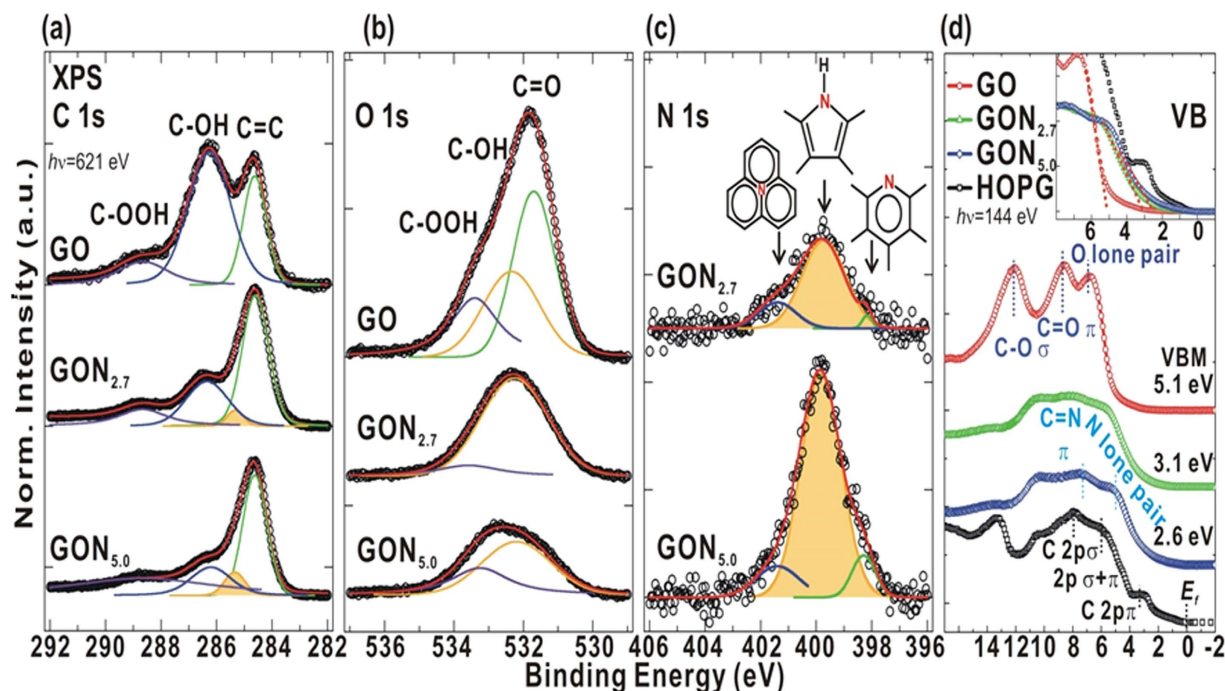 (a)
XPS
C 1s
hν=621 eV
C-OH C=C
C-OOH
GO
GON2.7
GON5.0
292 290 288 286 284 282
Norm. Intensity (a.u.)
(b)
O 1s
C=O
C-OH
C-OOH
GO
GON2.7
GON5.0
536 534 532 530
(c)
N 1s
H
N
N
N
GON2.7
GON5.0
406 404 402 400 398 396
(d)
GO
GON2.7
GON5.0
HOPG
hν=144 eV
VB
6 4 2 0
O lone pair
C=O π
C-O σ
VBM
5.1 eV
C=N N lone pair
π
3.1 eV
2.6 eV
C 2pσ
2p σ+π
C 2pπ
Ef
18 14 12 10 8 6 4 2 0 -2
Binding Energy (eV)